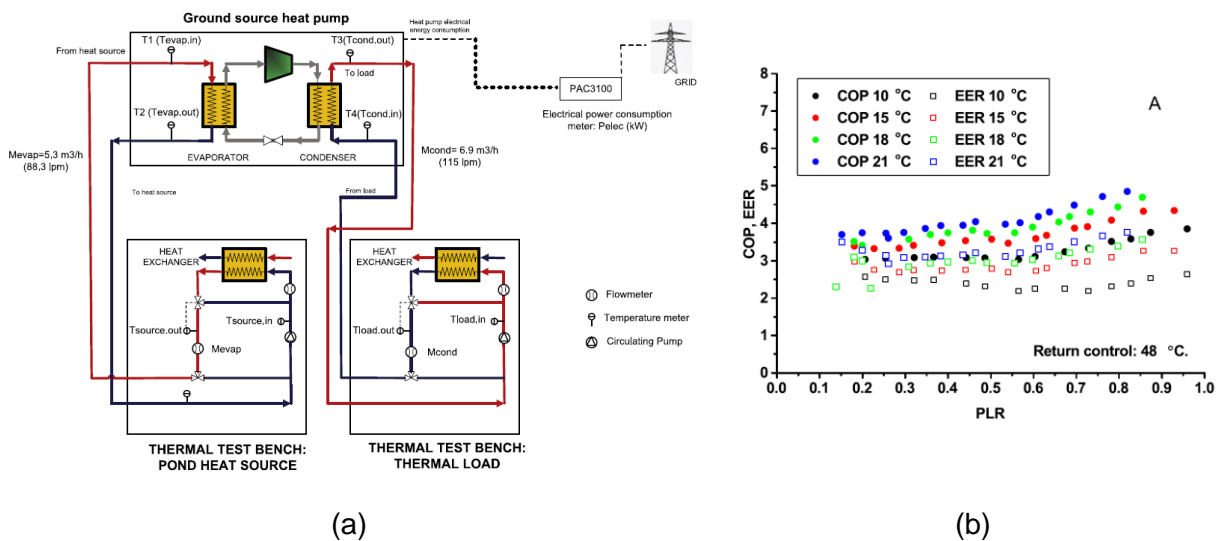 Ground source heat pump
T1 (Tevap.in)
T3(Tcond.out)
Heat pump electrical
energy consumption
From heat source
To load
T2 (Tevap.out)
T4(Tcond,in)
EVAPORATOR
CONDENSER
PAC3100
GRID
Electrical power consumption
meter: Pelec (kW)
Mevap=5,3 m3/h
(88,3 lpm)
Mcond= 6.9 m3/h
(115 lpm)
To heat source
From load
HEAT
EXCHANGER
Tsource,in
Tsource.out
Mevap
HEAT
EXCHANGER
Tload,in
Tload.out
Mcond
Flowmeter
Temperature meter
Circulating Pump
THERMAL TEST BENCH:
POND HEAT SOURCE
THERMAL TEST BENCH:
THERMAL LOAD
(a)
COP, EER
8
7
6
5
4
3
2
1
0
COP 10 °C
EER 10 °C
COP 15 °C
EER 15 °C
COP 18 °C
EER 18 °C
COP 21 °C
EER 21 °C
A
Return control: 48 °C.
0.0 0.1 0.2 0.3 0.4 0.5 0.6 0.7 0.8 0.9 1.0
PLR
(b)